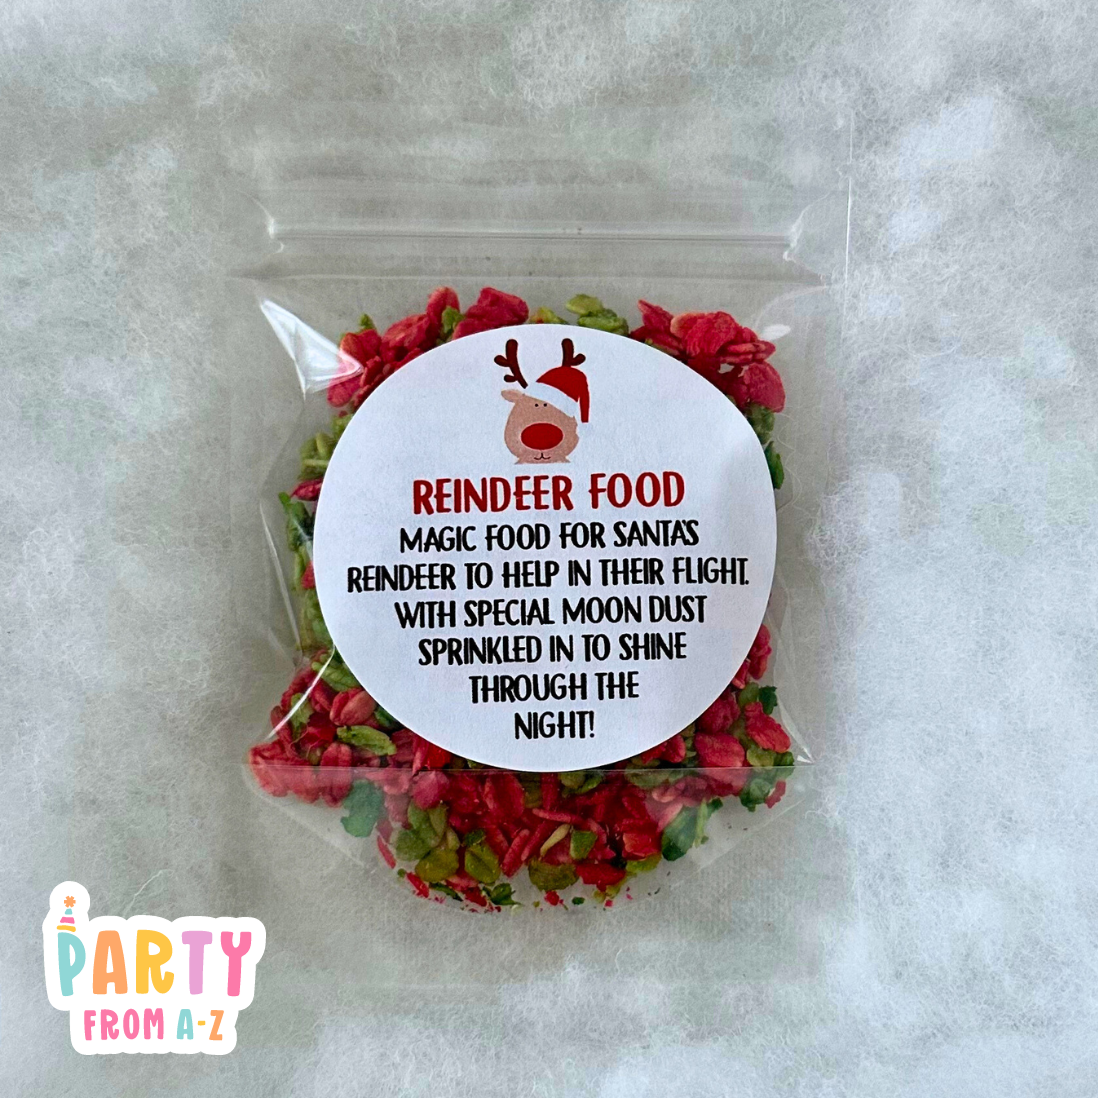 REINDEER FOOD
MAGIC FOOD FOR SANTA'S
REINDEER TO HELP IN THEIR FLIGHT.
WITH SPECIAL MOON DUST
SPRINKLED IN TO SHINE
THROUGH THE
NIGHT!
PARTY
FROM A-Z